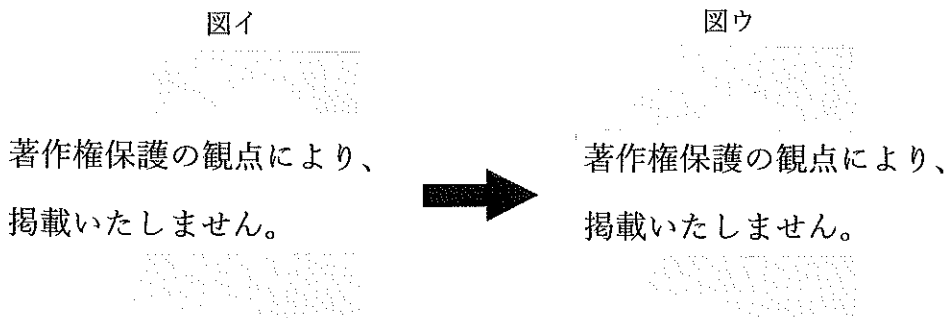 図イ
著作権保護の観点により、
掲載いたしません。
図ウ
著作権保護の観点により、
掲載いたしません。